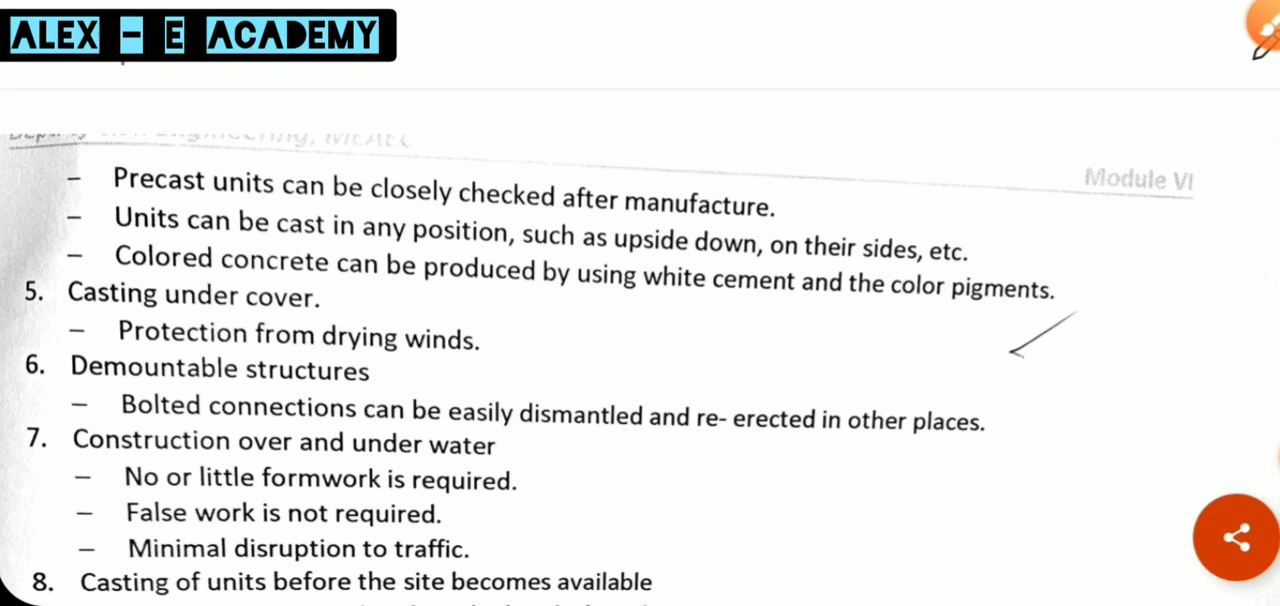 ALEX - E ACADEMY
Module VI
– Precast units can be closely checked after manufacture.
– Units can be cast in any position, such as upside down, on their sides, etc.
– Colored concrete can be produced by using white cement and the color pigments.
5. Casting under cover.
– Protection from drying winds.
6. Demountable structures
– Bolted connections can be easily dismantled and re- erected in other places.
7. Construction over and under water
– No or little formwork is required.
– False work is not required.
– Minimal disruption to traffic.
8. Casting of units before the site becomes available